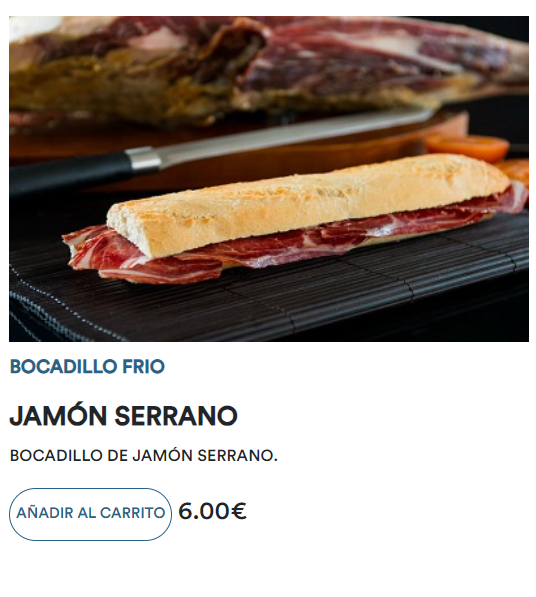 BOCADILLO FRIO
JAMÓN SERRANO
BOCADILLO DE JAMÓN SERRANO.
AÑADIR AL CARRITO 6.00€